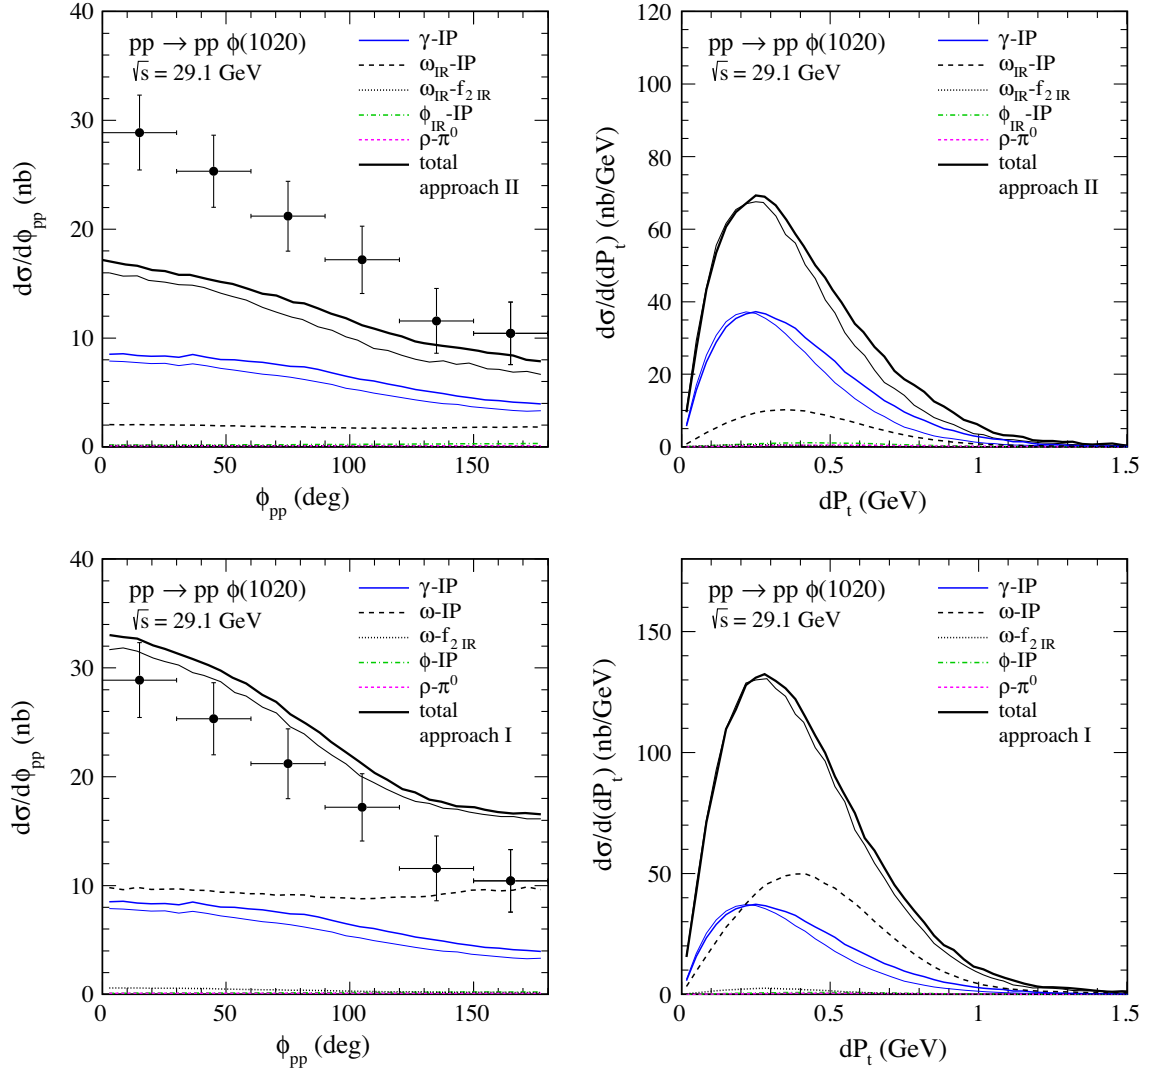 pp → pp ϕ(1020)
√s = 29.1 GeV
γ-IP
ω_IR-IP
ω_IR-f_2 IR
ϕ_IR-IP
ρ-π⁰
total
approach II
dσ/dϕ_pp (nb)
40
30
20
10
0
0 50 100 150
ϕ_pp (deg)
pp → pp ϕ(1020)
√s = 29.1 GeV
γ-IP
ω_IR-IP
ω_IR-f_2 IR
ϕ_IR-IP
ρ-π⁰
total
approach II
dσ/d(dP_t) (nb/GeV)
120
100
80
60
40
20
0
0 0.5 1 1.5
dP_t (GeV)
pp → pp ϕ(1020)
√s = 29.1 GeV
γ-IP
ω-IP
ω-f_2 IR
ϕ-IP
ρ-π⁰
total
approach I
dσ/dϕ_pp (nb)
40
30
20
10
0
0 50 100 150
ϕ_pp (deg)
pp → pp ϕ(1020)
√s = 29.1 GeV
γ-IP
ω-IP
ω-f_2 IR
ϕ-IP
ρ-π⁰
total
approach I
dσ/d(dP_t) (nb/GeV)
150
100
50
0
0 0.5 1 1.5
dP_t (GeV)